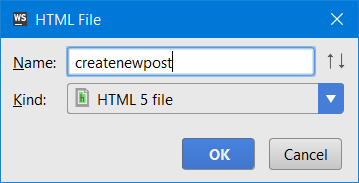 WS HTML File
Name: createnewpost
Kind: h HTML 5 file
OK Cancel